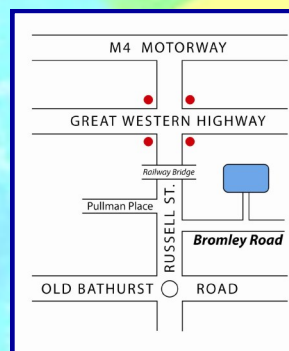 M4 MOTORWAY
GREAT WESTERN HIGHWAY
Railway Bridge
Pullman Place
RUSSELL ST.
Bromley Road
OLD BATHURST ROAD